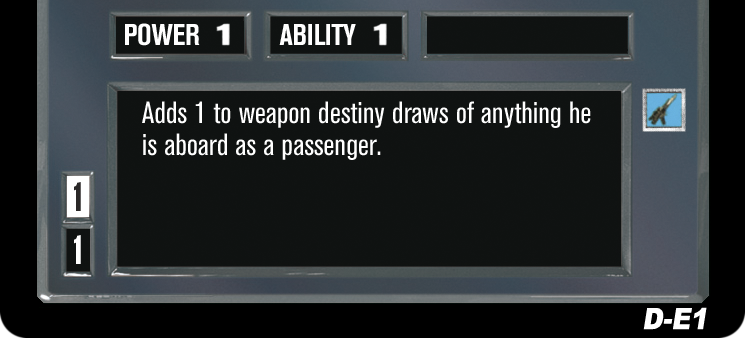 POWER 1 ABILITY 1
Adds 1 to weapon destiny draws of anything he
is aboard as a passenger.
1
1
D-E1